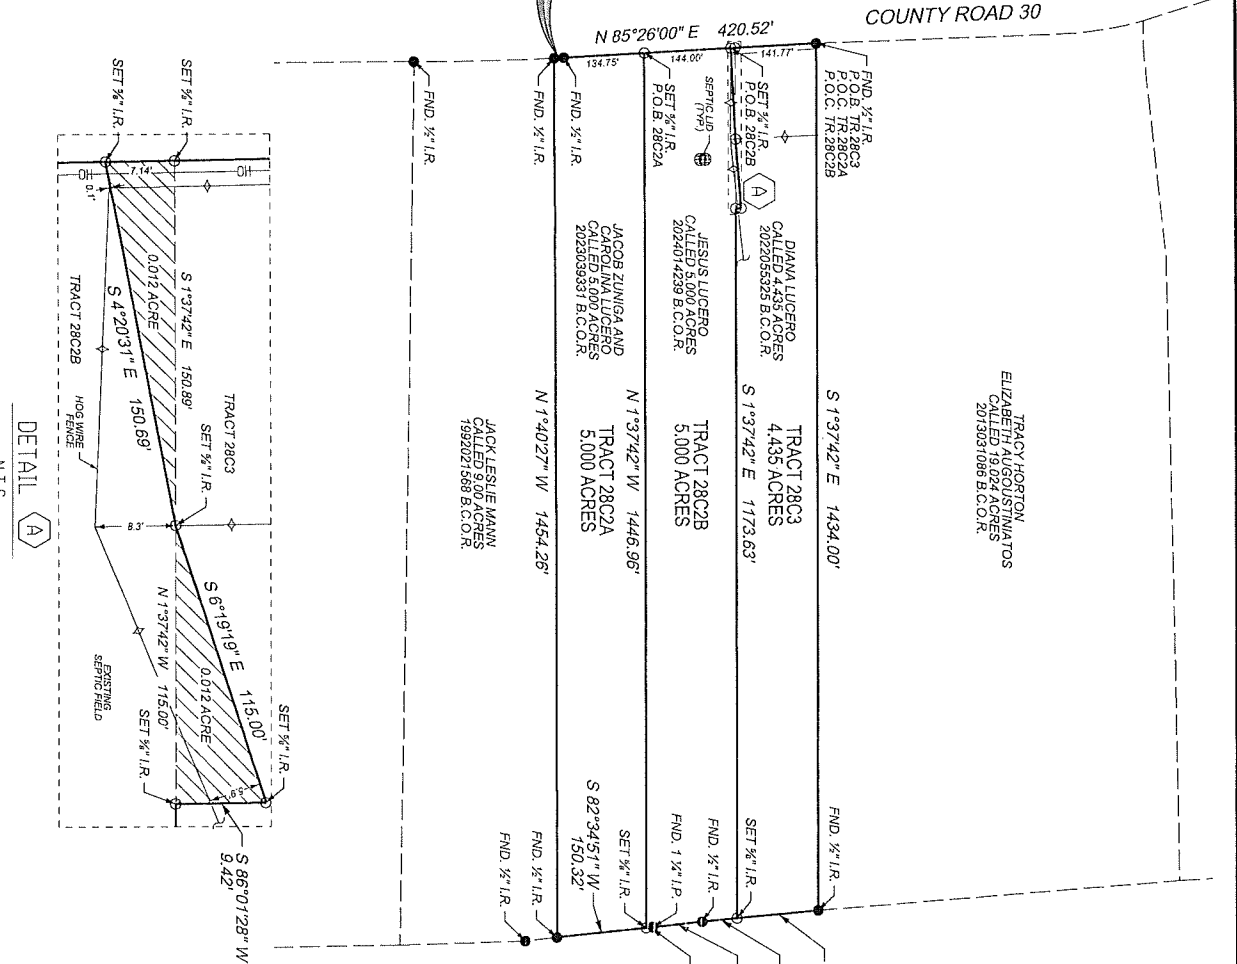 COUNTY ROAD 30
N 85°26'00" E 420.52'
134.75'
144.00'
141.77'
FND. ½" I.R.
P.O.B. TR.28C3
P.O.C. TR.28C2A
P.O.C. TR.28C2B
SET ⅝" I.R.
P.O.B. 28C2B
SEPTIC LID
(TYP.)
SET ⅝" I.R.
P.O.B. 28C2A
FND. ½" I.R.
FND. ½" I.R.
FND. ½" I.R.
A
TRACY HORTON
ELIZABETH AUGOUSTINIATOS
CALLED 19.024 ACRES
2013031086 B.C.O.R.
DIANA LUCERO
CALLED 4.435 ACRES
2022055325 B.C.O.R.
JESUS LUCERO
CALLED 5.000 ACRES
2024014239 B.C.O.R.
JACOB ZUNIGA AND
CAROLINA LUCERO
CALLED 5.000 ACRES
2023039331 B.C.O.R.
JACK LESLIE MANN
CALLED 9.00 ACRES
1992021568 B.C.O.R.
S 1°37'42" E 1434.00'
TRACT 28C3
4.435 ACRES
S 1°37'42" E 1173.63'
TRACT 28C2B
5.000 ACRES
N 1°37'42" W 1446.96'
TRACT 28C2A
5.000 ACRES
N 1°40'27" W 1454.26'
FND. ½" I.R.
SET ⅝" I.R.
FND. ½" I.R.
FND. 1 ¼" I.P.
SET ⅝" I.R.
S 82°34'51" W
150.32'
FND. ½" I.R.
FND. ½" I.R.
SET ⅝" I.R.
SET ⅝" I.R.
7.14'
OH
OH
0.1'
0.012 ACRE
S 1°37'42" E 150.89'
S 4°20'31" E 150.69'
TRACT 28C2B
HOG WIRE
FENCE
TRACT 28C3
SET ⅝" I.R.
8.3'
S 6°19'19" E 115.00'
N 1°37'42" W 115.00'
0.012 ACRE
EXISTING
SEPTIC FIELD
SET ⅝" I.R.
SET ⅝" I.R.
5.9'
S 86°01'28" W
9.42'
DETAIL A
N.T.S.